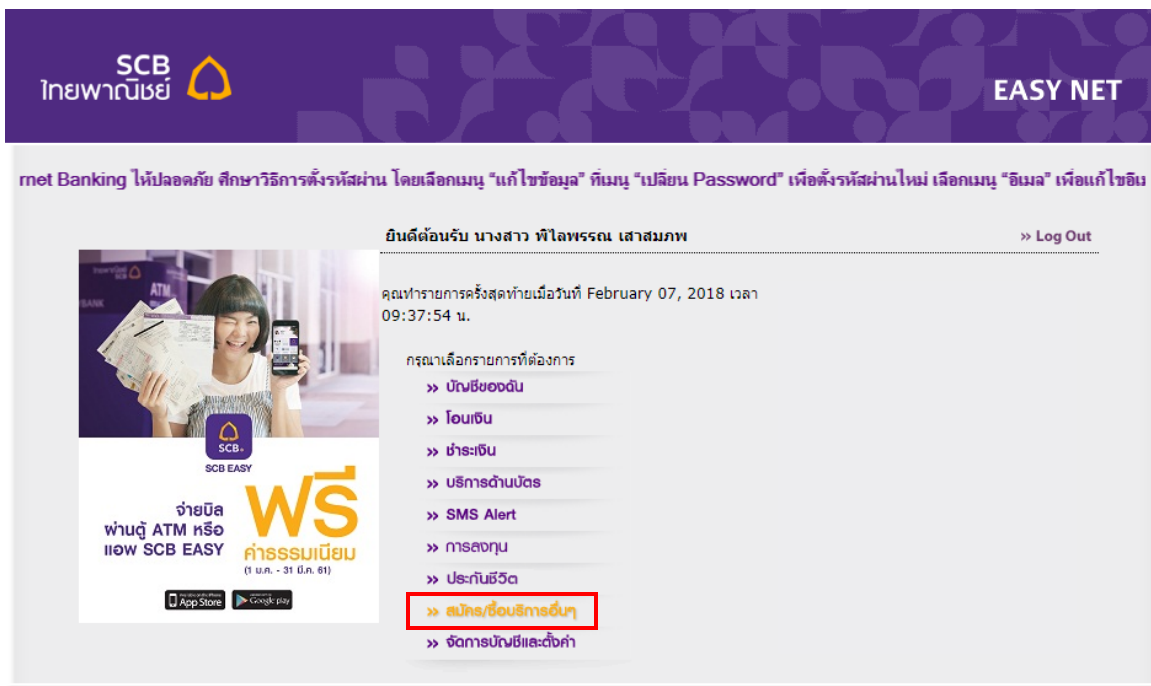 SCB
ไทยพาณิชย์
EASY NET
rnet Banking ให้ปลอดภัย ศึกษาวิธีการตั้งรหัสผ่าน โดยเลือกเมนู “แก้ไขข้อมูล” ที่เมนู “เปลี่ยน Password” เพื่อตั้งรหัสผ่านใหม่ เลือกเมนู “อีเมล” เพื่อแก้ไขอีเม
ยินดีต้อนรับ นางสาว พิไลพรรณ เสาสมภพ
» Log Out
คุณทำรายการครั้งสุดท้ายเมื่อวันที่ February 07, 2018 เวลา
09:37:54 น.
กรุณาเลือกรายการที่ต้องการ
» บัญชีของฉัน
» โอนเงิน
» ชำระเงิน
» บริการด้านบัตร
» SMS Alert
» การลงทุน
» ประกันชีวิต
» สมัคร/ซื้อบริการอื่นๆ
» จัดการบัญชีและตั้งค่า
ATM
SCB
SCB EASY
จ่ายบิล
ผ่านตู้ ATM หรือ
แอพ SCB EASY
ฟรี
ค่าธรรมเนียม
(1 ม.ค. - 31 มี.ค. 61)
App Store
Google play